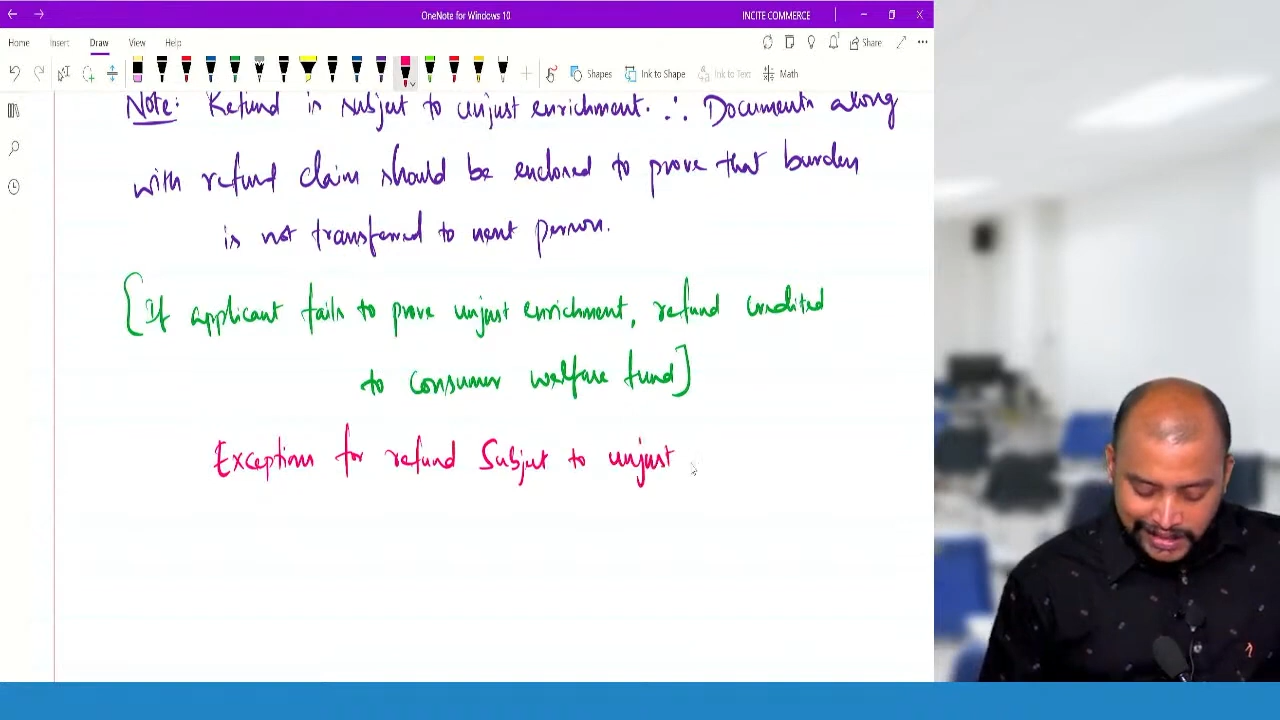 OneNote for Windows 10
INCITE COMMERCE
Home Insert Draw View Help
Share
Shapes Ink to Shape Ink to Text Math
Note: Refund is subject to unjust enrichment. ∴ Documents along
with refund claim should be enclosed to prove that burden
is not transferred to next person.
[If applicant fails to prove unjust enrichment, refund credited
to consumer welfare fund]
Exceptions for refund Subject to unjust